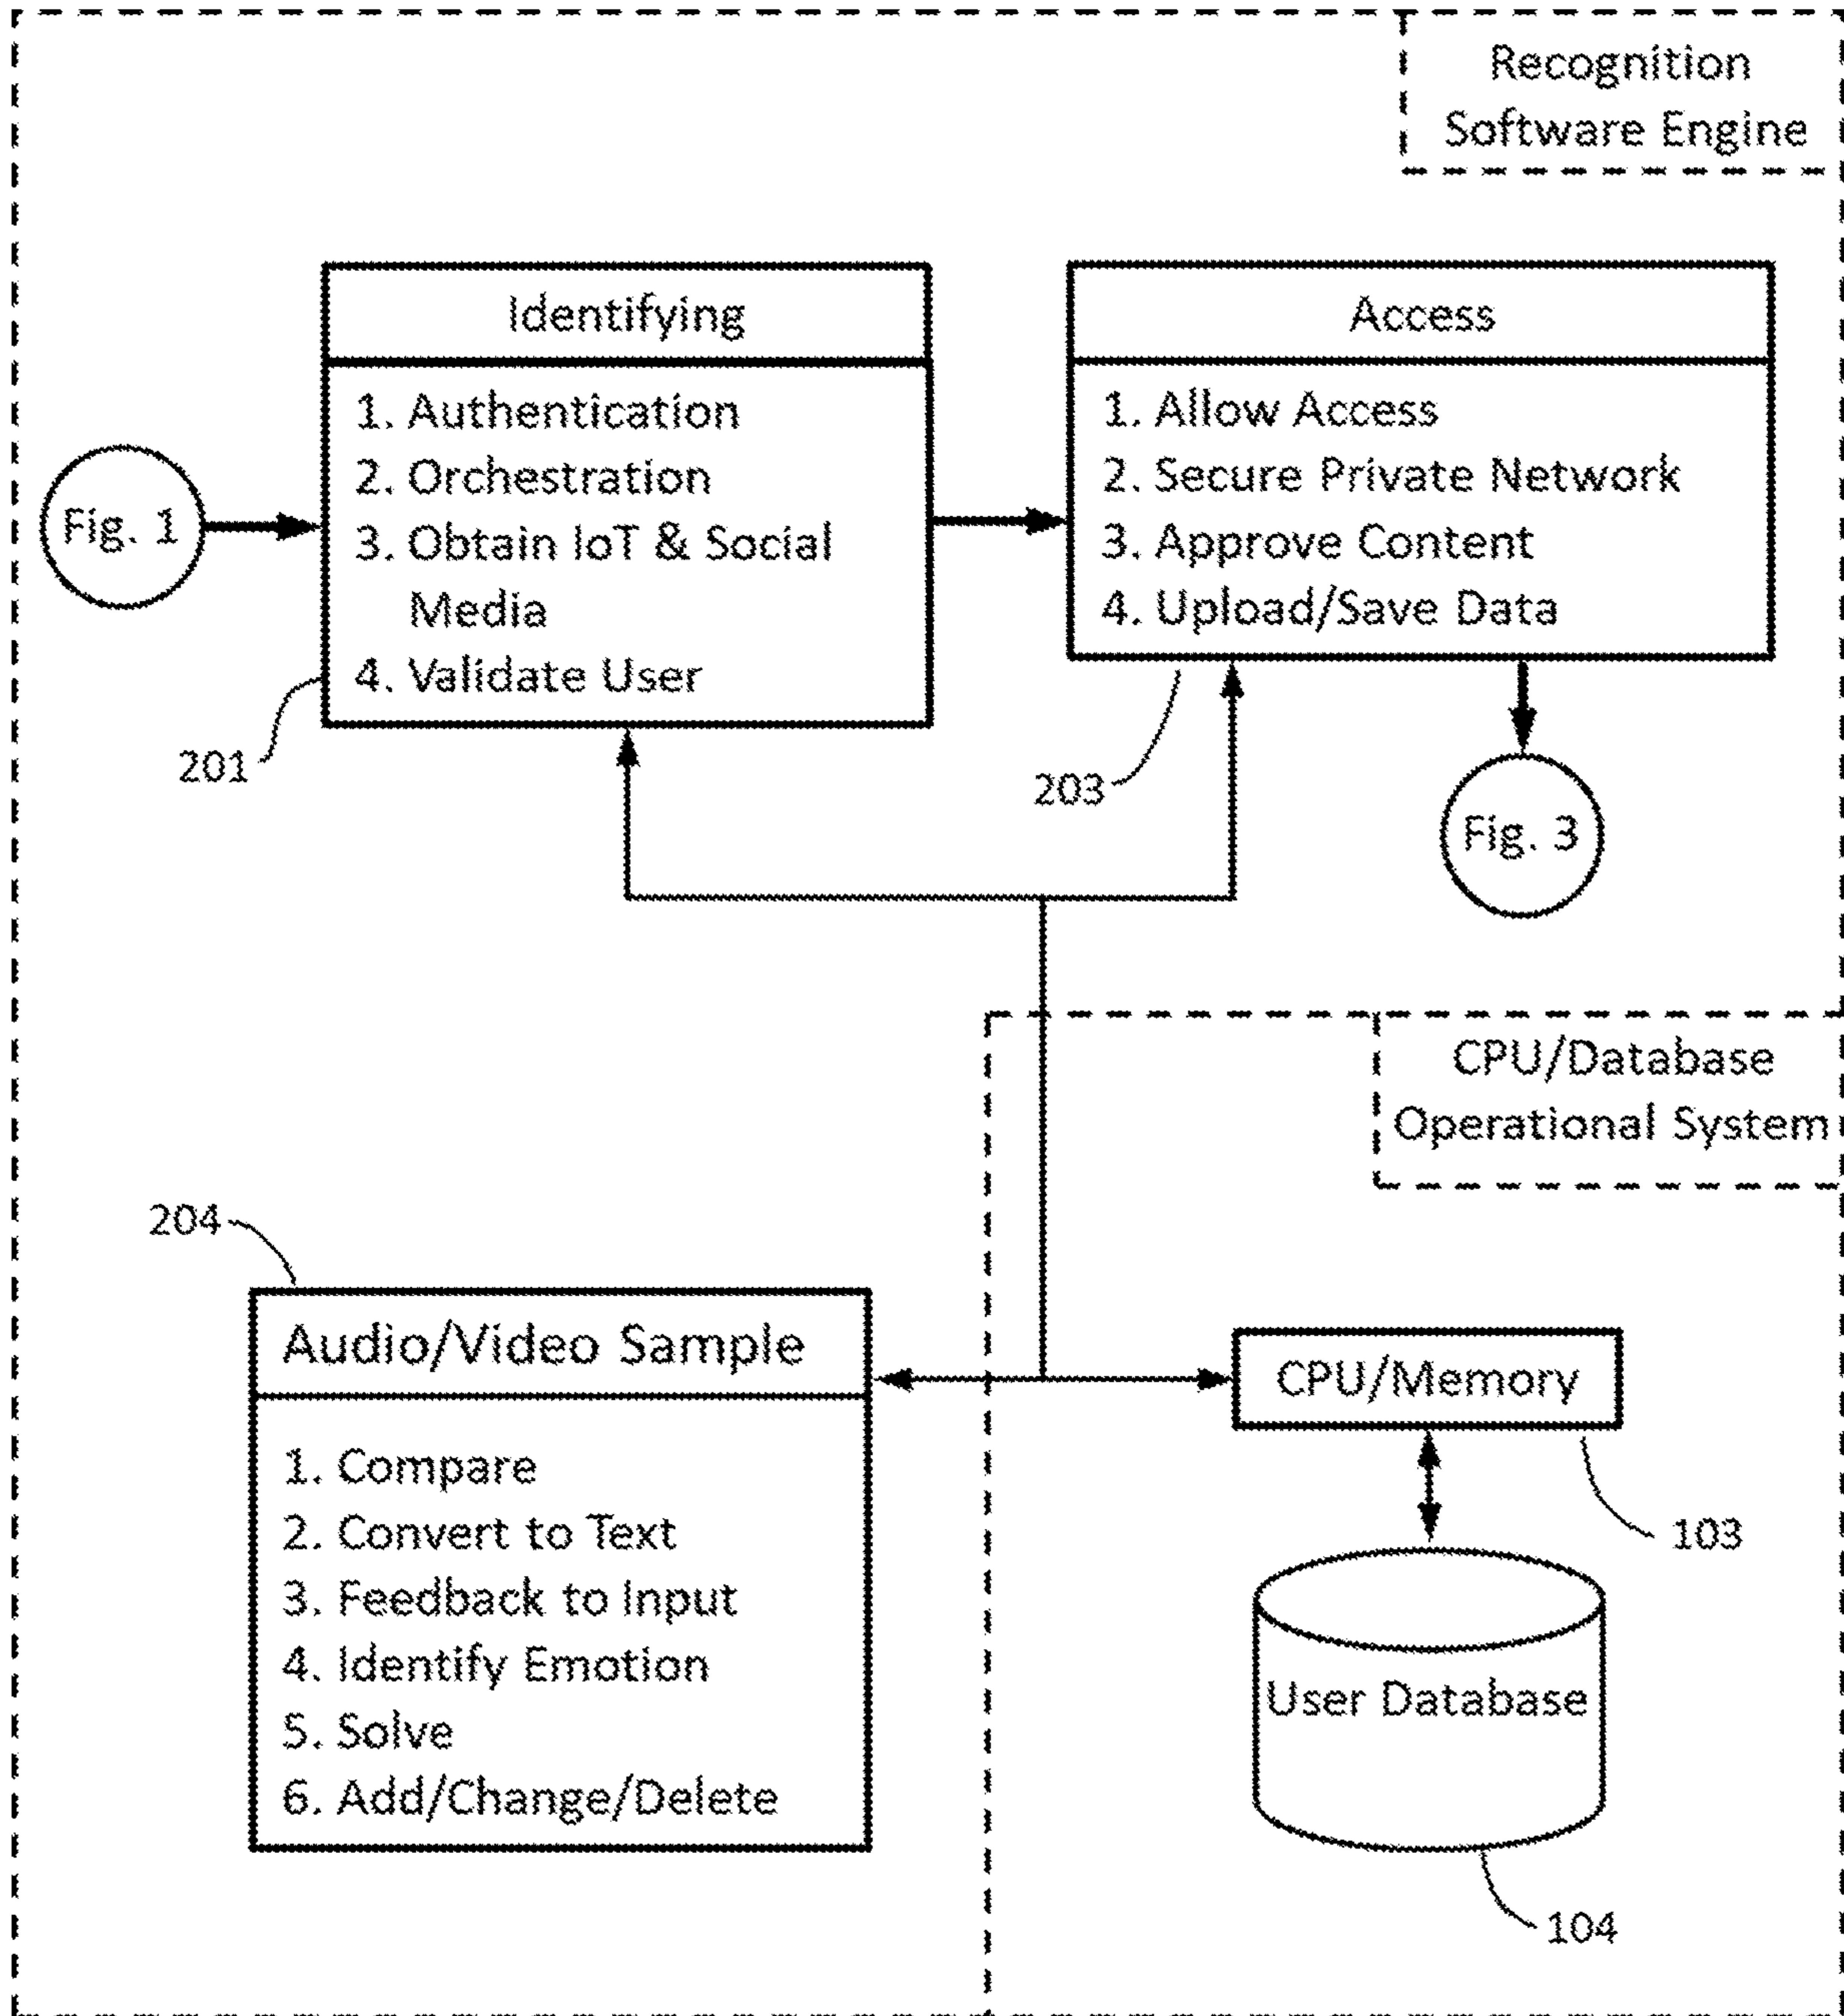 Recognition
Software Engine
Identifying
1. Authentication
2. Orchestration
3. Obtain IoT & Social
Media
4. Validate User
Access
1. Allow Access
2. Secure Private Network
3. Approve Content
4. Upload/Save Data
Fig. 1
201
203
Fig. 3
CPU/Database
Operational System
204
Audio/Video Sample
1. Compare
2. Convert to Text
3. Feedback to Input
4. Identify Emotion
5. Solve
6. Add/Change/Delete
CPU/Memory
103
User Database
104